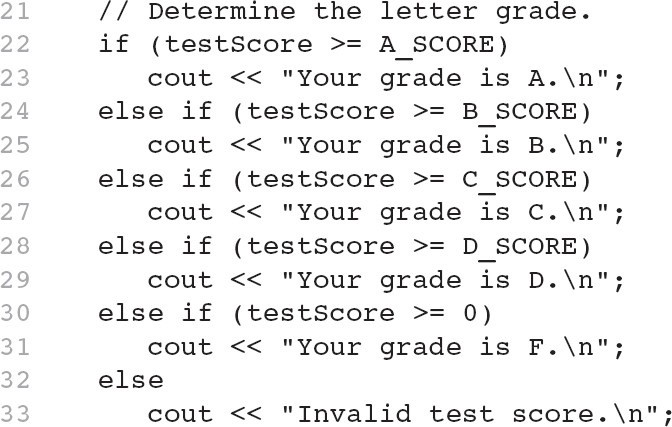 21 // Determine the letter grade.
22 if (testScore >= A_SCORE)
23 cout << "Your grade is A.\n";
24 else if (testScore >= B_SCORE)
25 cout << "Your grade is B.\n";
26 else if (testScore >= C_SCORE)
27 cout << "Your grade is C.\n";
28 else if (testScore >= D_SCORE)
29 cout << "Your grade is D.\n";
30 else if (testScore >= 0)
31 cout << "Your grade is F.\n";
32 else
33 cout << "Invalid test score.\n";